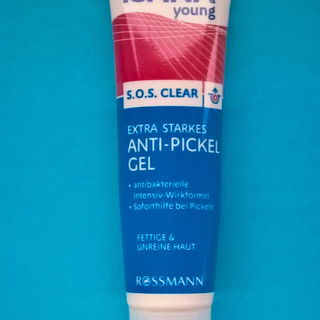 young
S.O.S. CLEAR
EXTRA STARKES
ANTI-PICKEL
GEL
• antibakterielle
Intensiv-Wirkformel
• Soforthilfe bei Pickeln
FETTIGE &
UNREINE HAUT
ROSSMANN